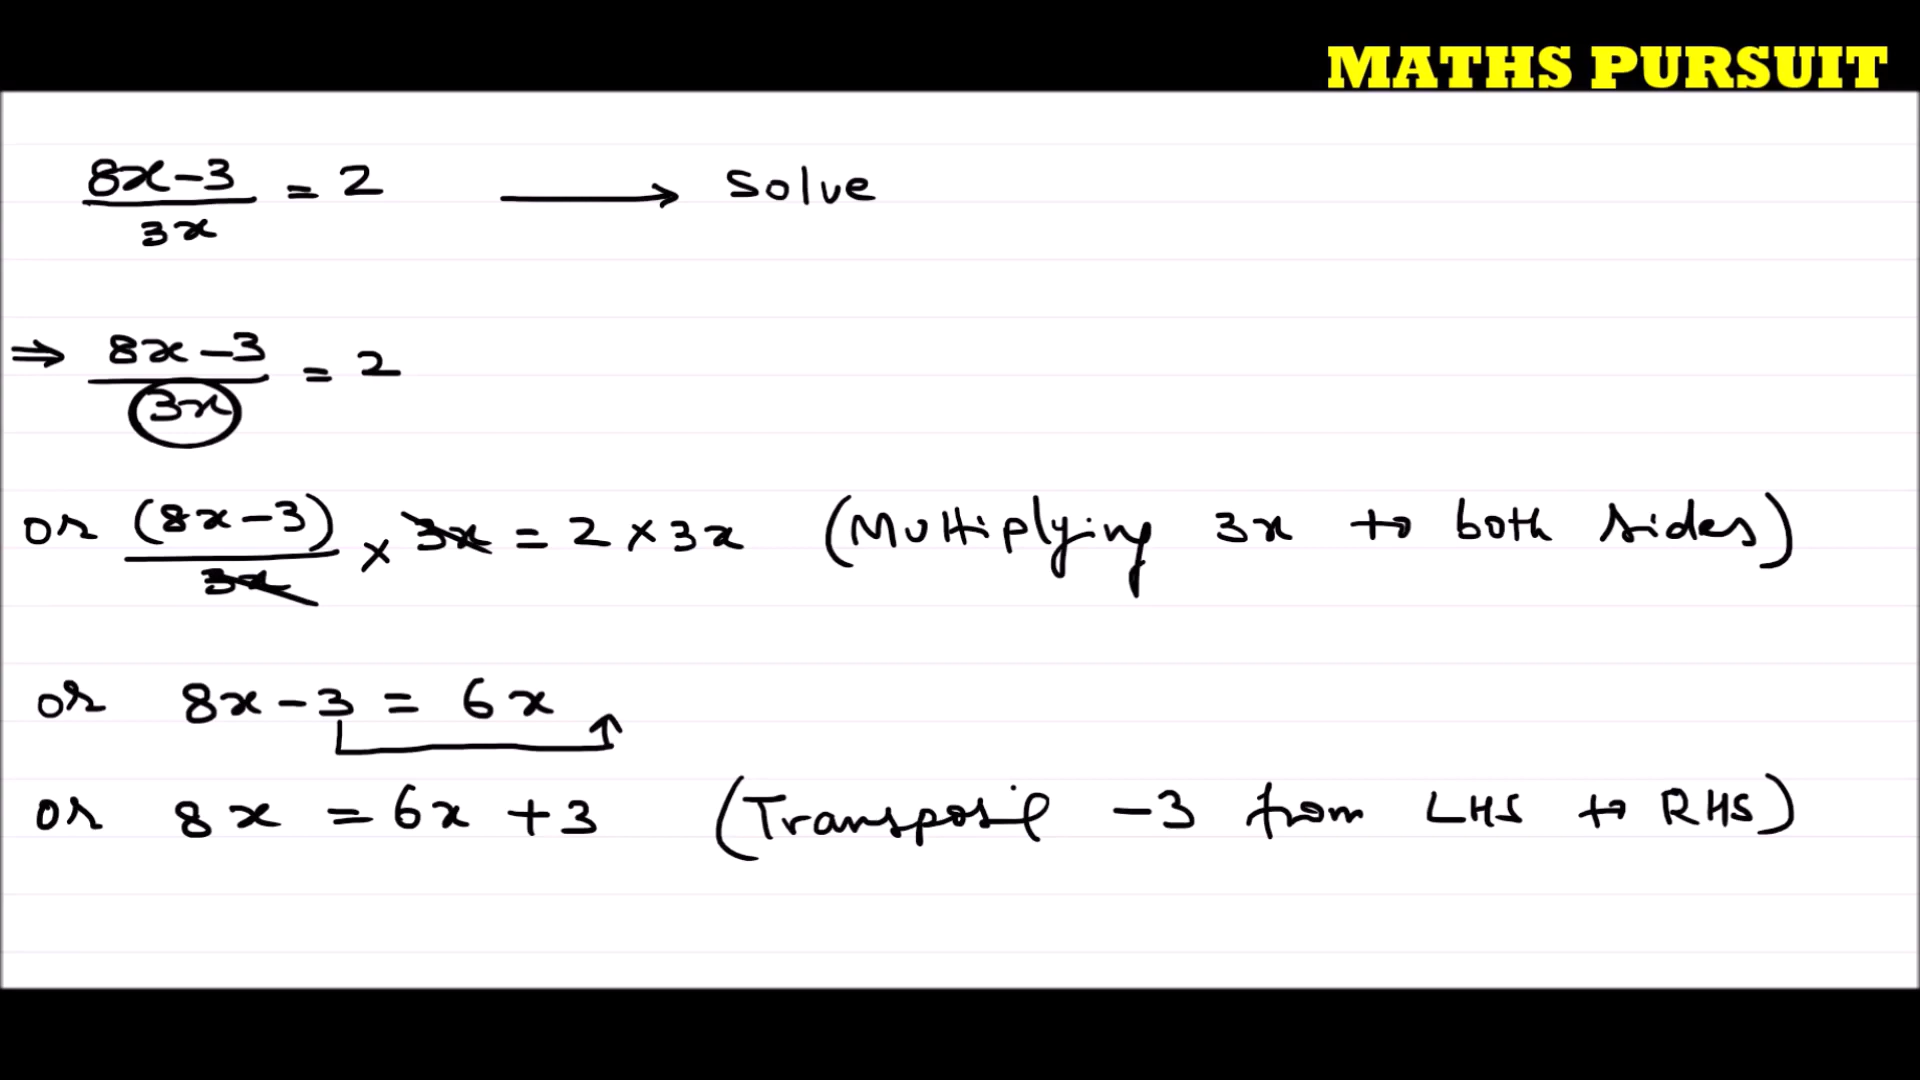 MATHS PURSUIT
8x-3/3x = 2 ⟶ Solve
⇒ 8x-3/3x = 2
or (8x-3)/3x × 3x = 2 × 3x (Multiplying 3x to both sides)
or 8x-3 = 6x
or 8x = 6x +3 (Transposi -3 from LHS to RHS)